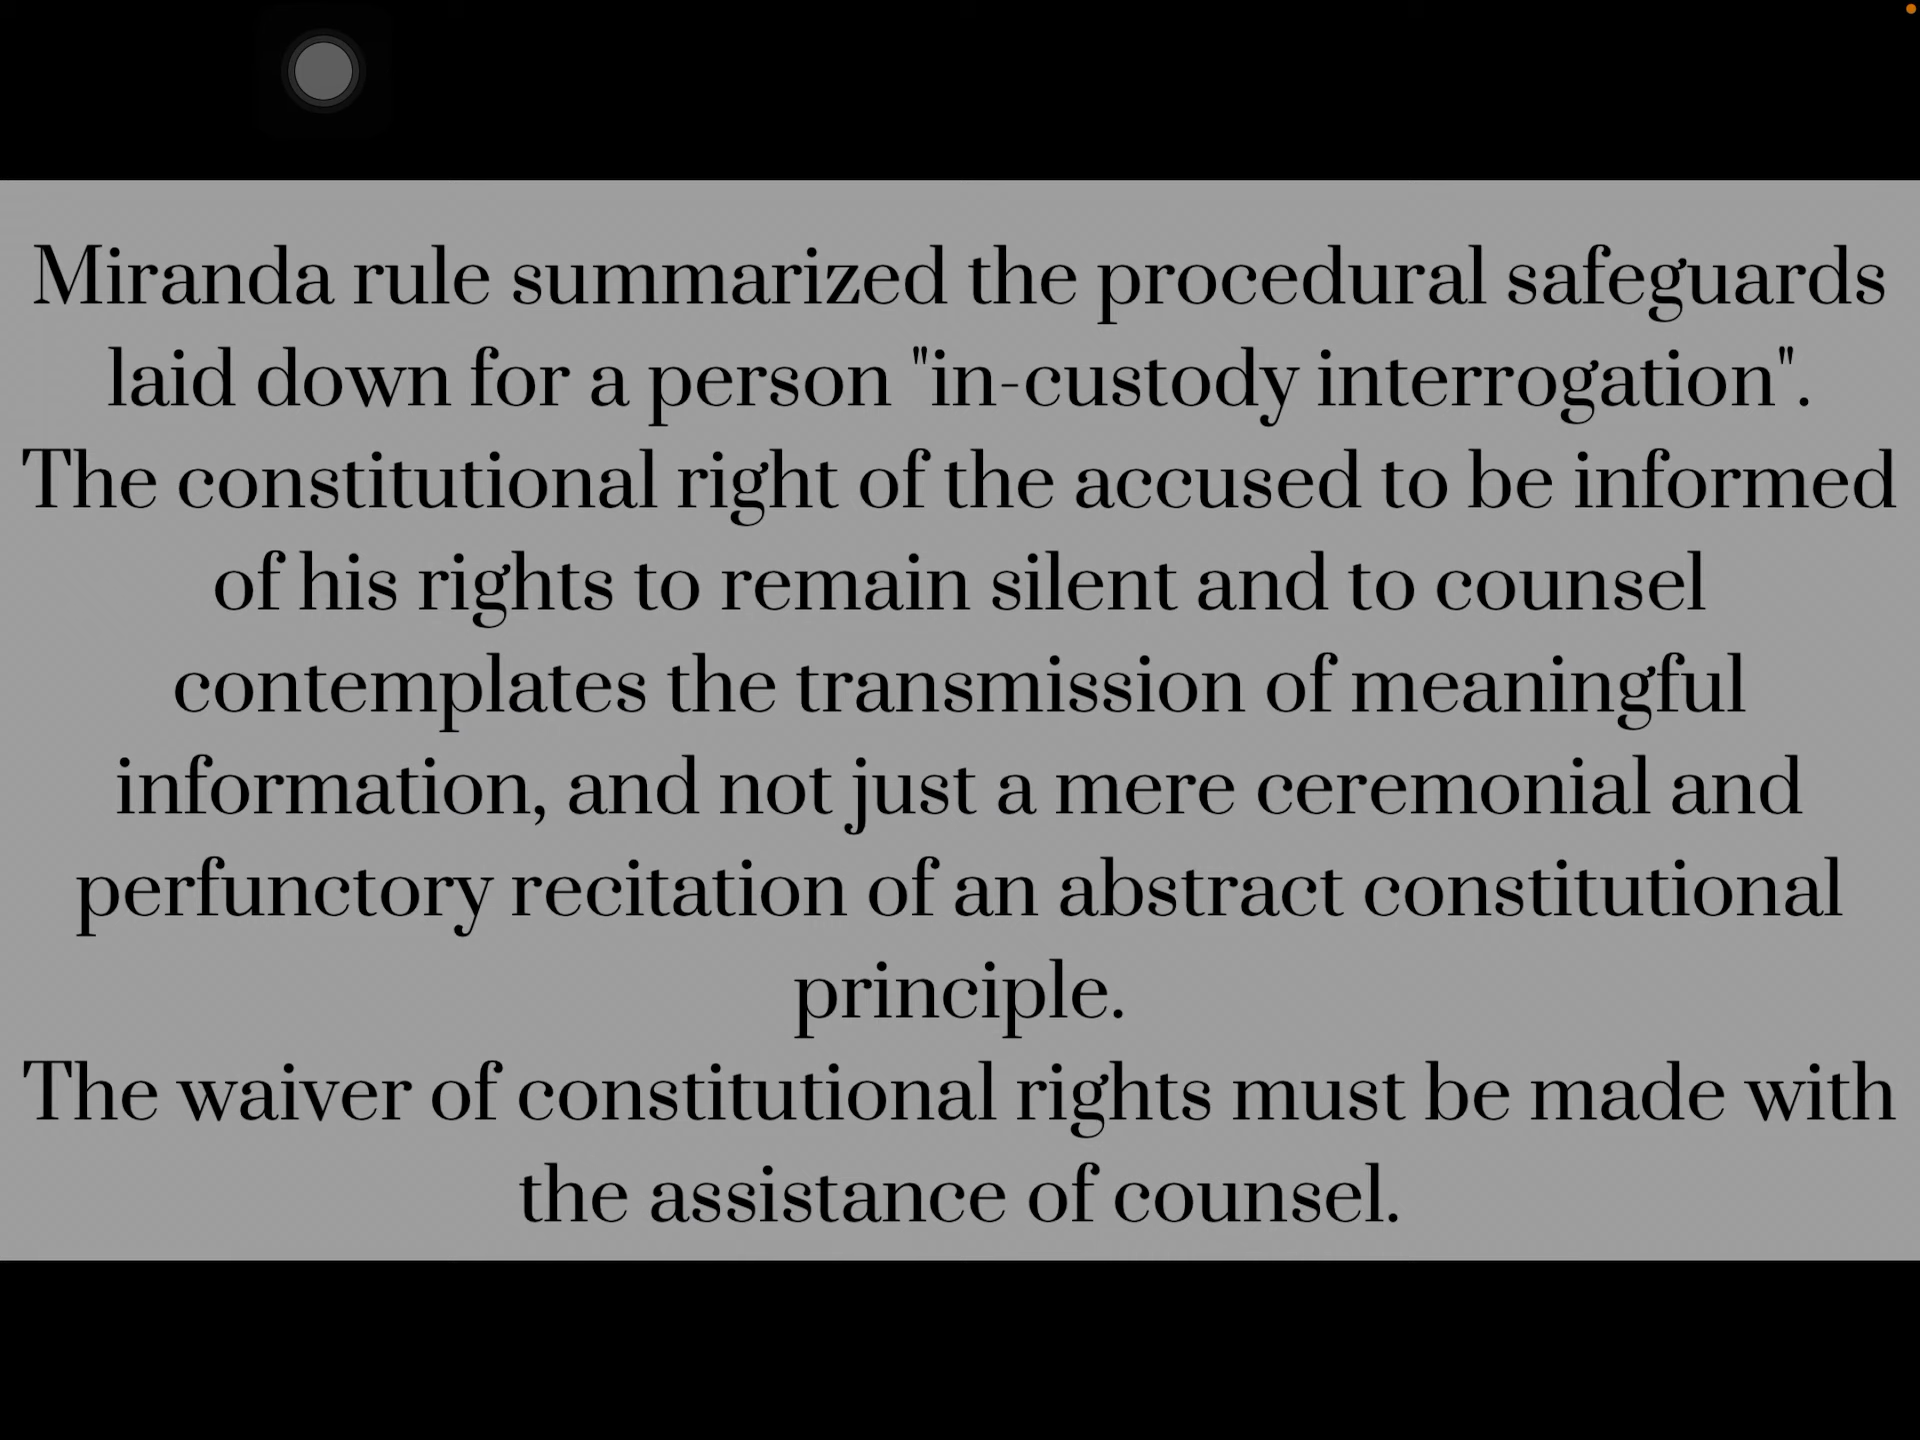 Miranda rule summarized the procedural safeguards
laid down for a person "in-custody interrogation".
The constitutional right of the accused to be informed
of his rights to remain silent and to counsel
contemplates the transmission of meaningful
information, and not just a mere ceremonial and
perfunctory recitation of an abstract constitutional
principle.
The waiver of constitutional rights must be made with
the assistance of counsel.